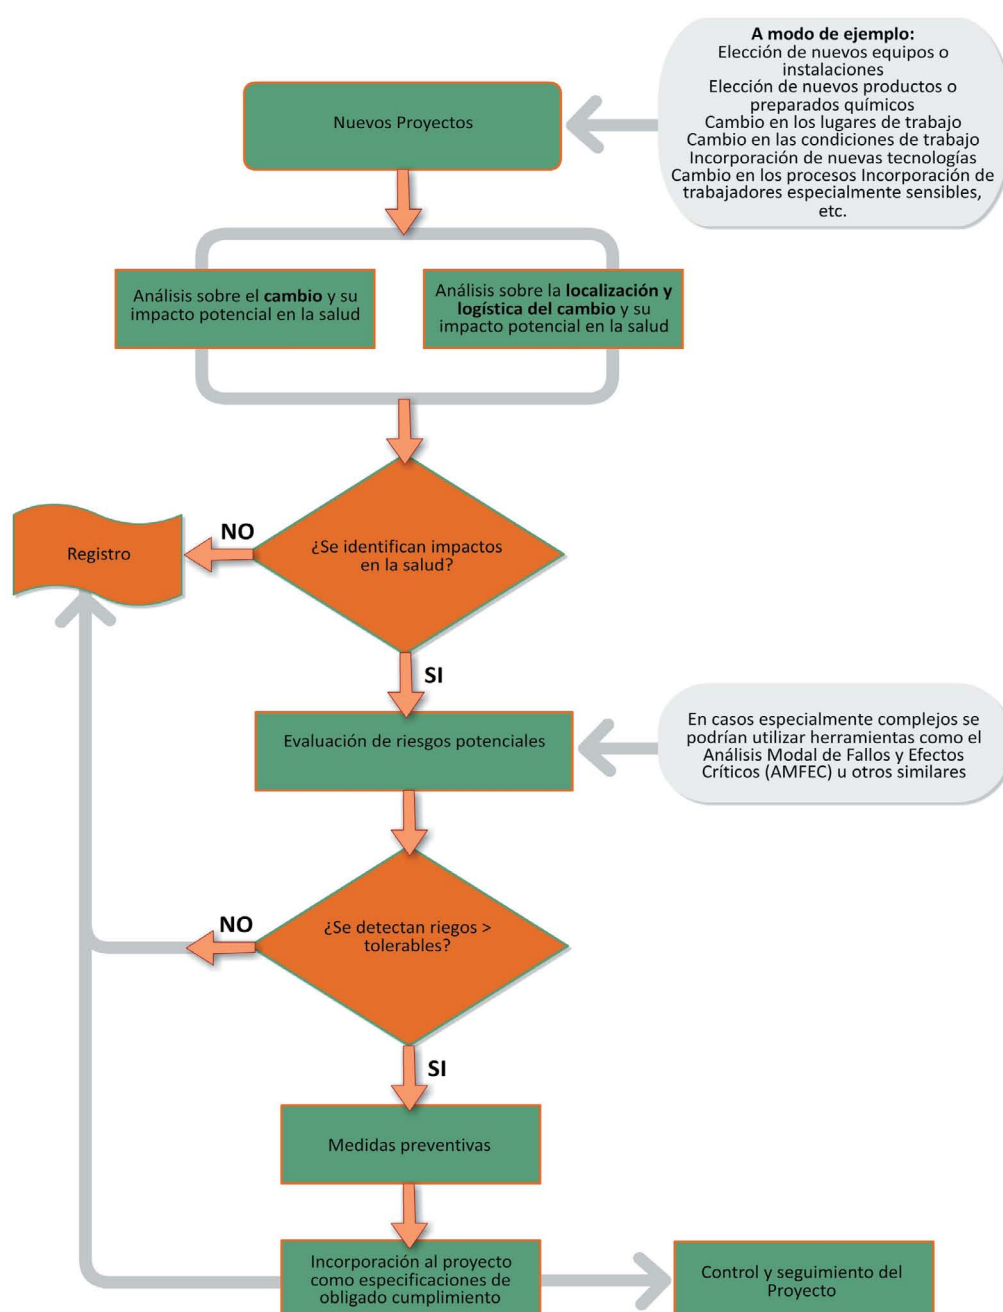 A modo de ejemplo:
Elección de nuevos equipos o
instalaciones
Elección de nuevos productos o
preparados químicos
Cambio en los lugares de trabajo
Cambio en las condiciones de trabajo
Incorporación de nuevas tecnologías
Cambio en los procesos Incorporación de
trabajadores especialmente sensibles,
etc.
Nuevos Proyectos
Análisis sobre el cambio y su
impacto potencial en la salud
Análisis sobre la localización y
logística del cambio y su
impacto potencial en la salud
¿Se identifican impactos
en la salud?
NO
Registro
SI
Evaluación de riesgos potenciales
En casos especialmente complejos se
podrían utilizar herramientas como el
Análisis Modal de Fallos y Efectos
Críticos (AMFEC) u otros similares
¿Se detectan riegos >
tolerables?
NO
SI
Medidas preventivas
Incorporación al proyecto
como especificaciones de
obligado cumplimiento
Control y seguimiento del
Proyecto